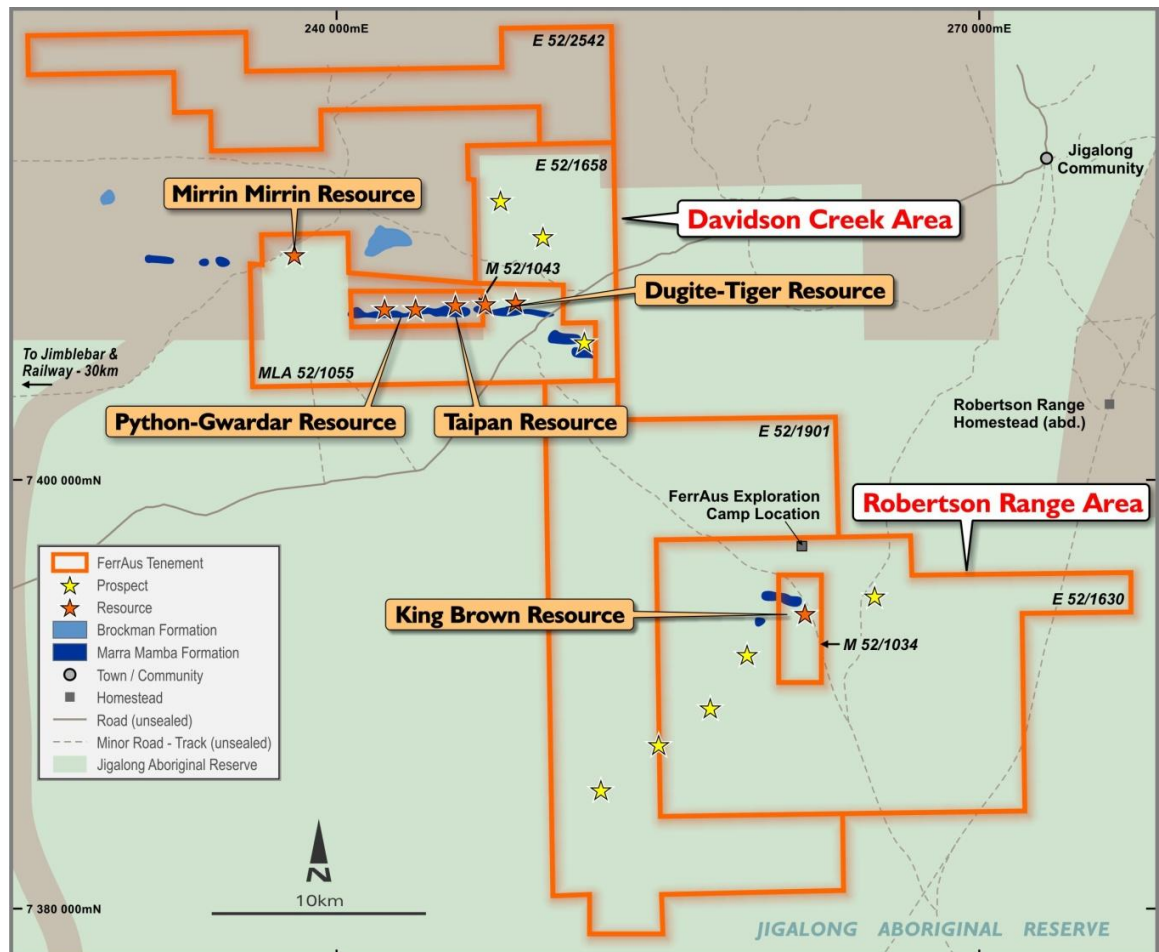 240 000mE
270 000mE
E 52/2542
E 52/1658
Jigalong
Community
Mirrin Mirrin Resource
Davidson Creek Area
M 52/1043
Dugite-Tiger Resource
To Jimblebar &
Railway - 30km
MLA 52/1055
Python-Gwardar Resource
Taipan Resource
Robertson Range
Homestead (abd.)
E 52/1901
7 400 000mN
FerrAus Exploration
Camp Location
Robertson Range Area
FerrAus Tenement
Prospect
Resource
Brockman Formation
Marra Mamba Formation
Town / Community
Homestead
Road (unsealed)
Minor Road - Track (unsealed)
Jigalong Aboriginal Reserve
King Brown Resource
E 52/1630
M 52/1034
N
10km
7 380 000mN
JIGALONG ABORIGINAL RESERVE